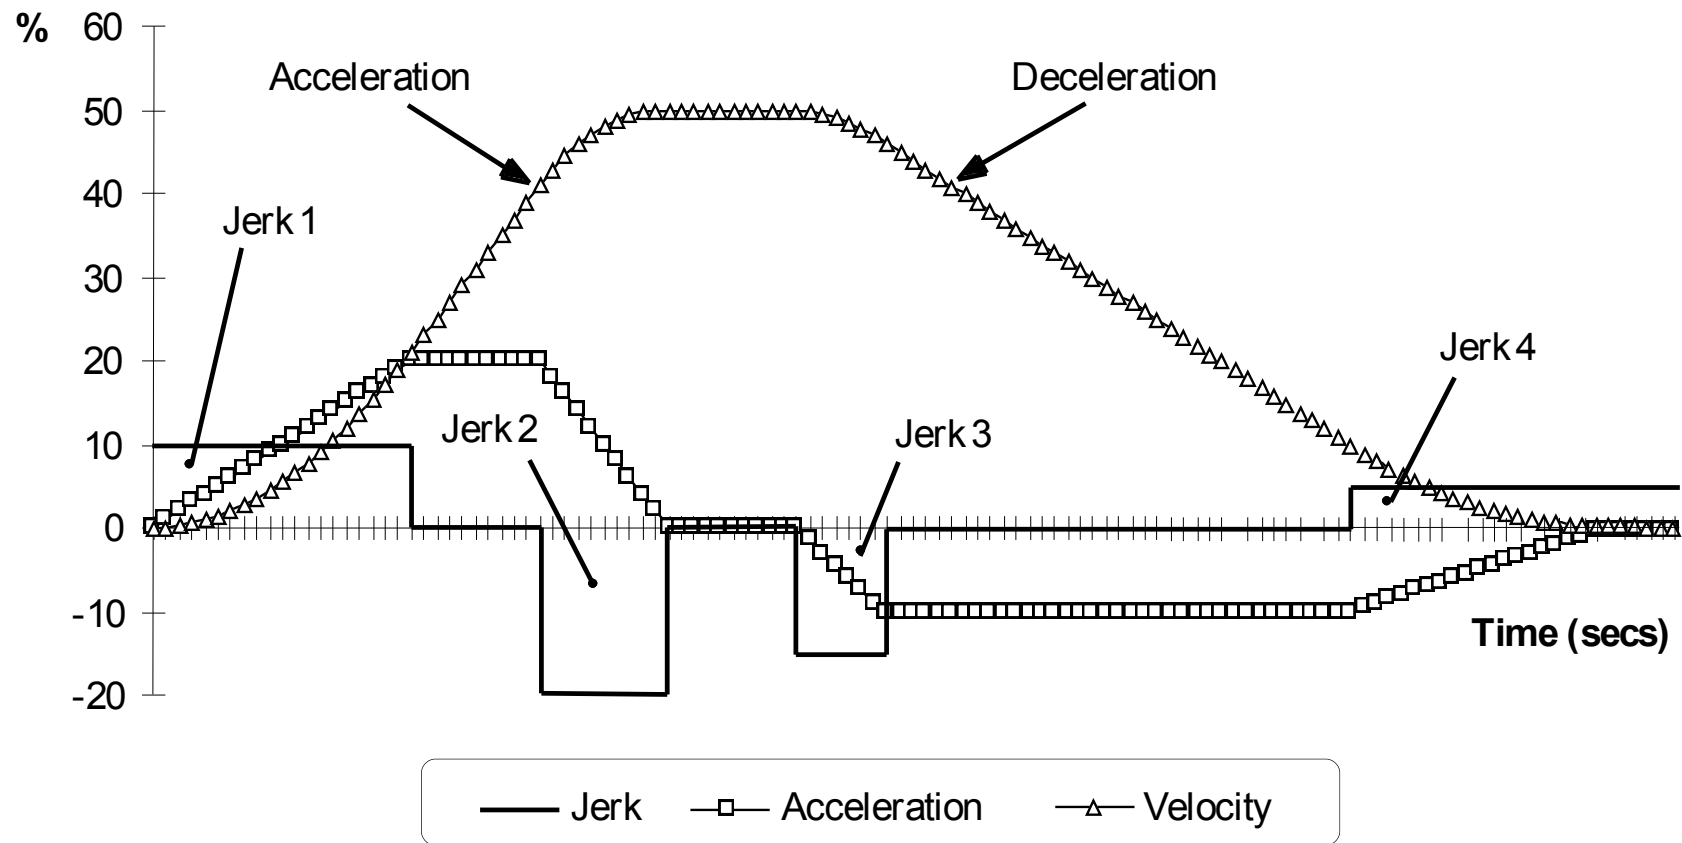 % 60
Acceleration
Deceleration
50
40
Jerk 1
30
20
Jerk 4
10
Jerk 2
Jerk 3
0
-10
Time (secs)
-20
Jerk Acceleration Velocity